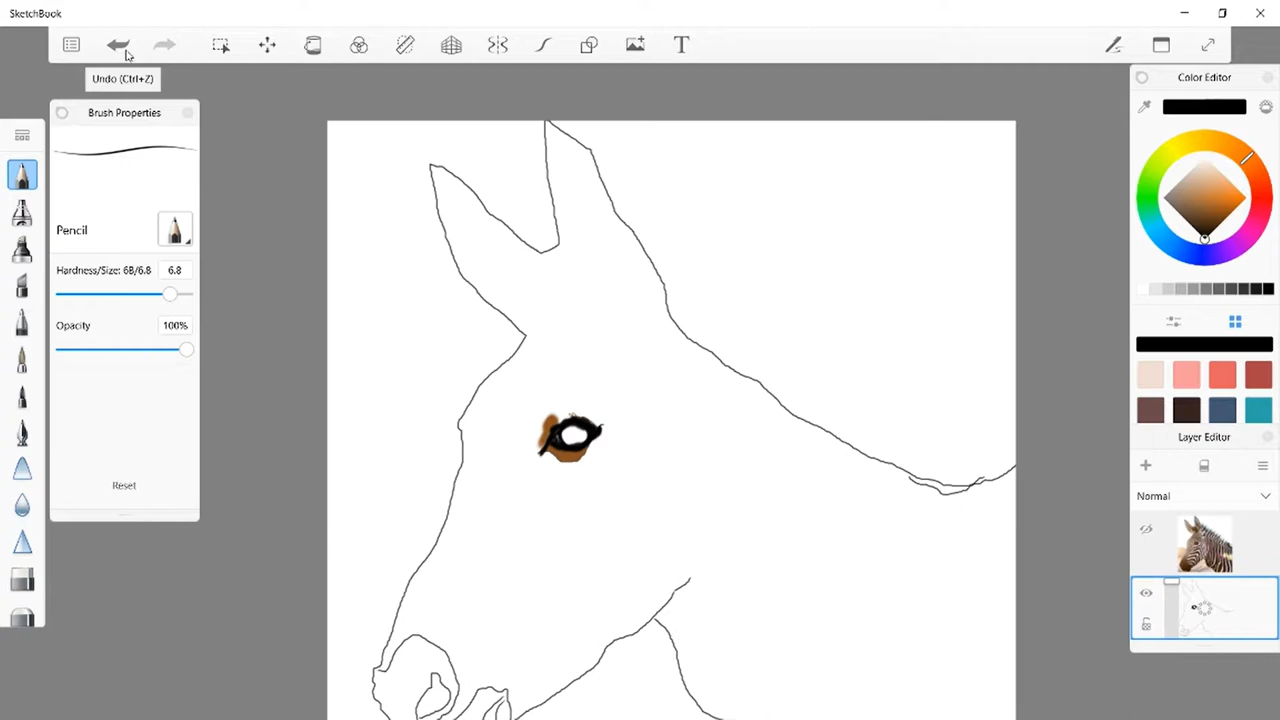 SketchBook
T
Undo (Ctrl+Z)
Brush Properties
Color Editor
Pencil
Hardness/Size: 6B/6.8 6.8
Opacity 100%
Reset
Layer Editor
Normal